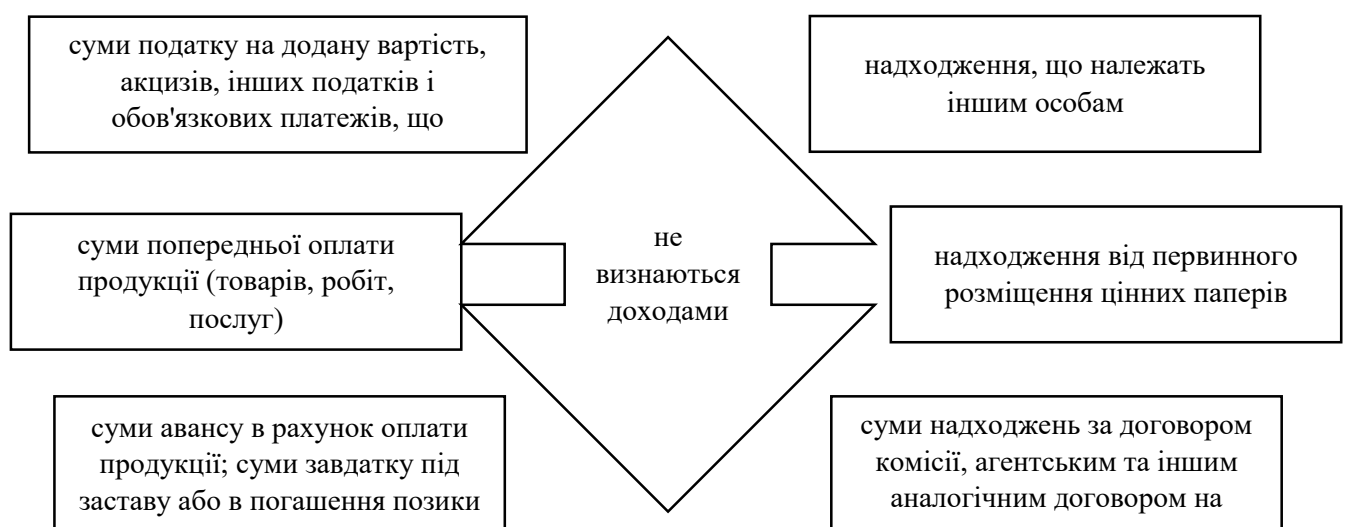 суми податку на додану вартість,
акцизів, інших податків і
обов'язкових платежів, що
надходження, що належать
іншим особам
суми попередньої оплати
продукції (товарів, робіт,
послуг)
не
визнаються
доходами
надходження від первинного
розміщення цінних паперів
суми авансу в рахунок оплати
продукції; суми завдатку під
заставу або в погашення позики
суми надходжень за договором
комісії, агентським та іншим
аналогічним договором на